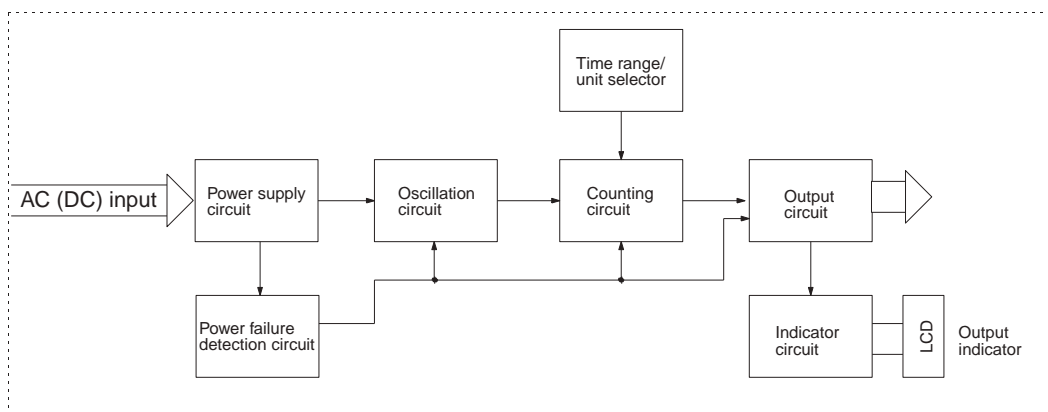 Time range/
unit selector
AC (DC) input
Power supply
circuit
Oscillation
circuit
Counting
circuit
Output
circuit
Power failure
detection circuit
Indicator
circuit
LCD
Output
indicator